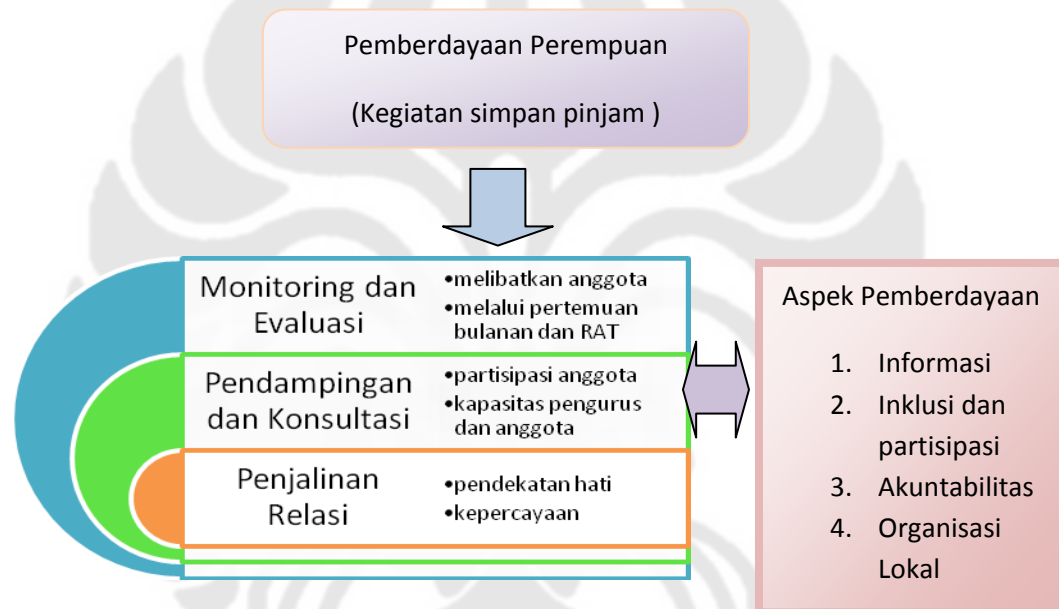 Pemberdayaan Perempuan
(Kegiatan simpan pinjam )
Monitoring dan
Evaluasi
•melibatkan anggota
•melalui pertemuan
bulanan dan RAT
Pendampingan
dan Konsultasi
•partisipasi anggota
•kapasitas pengurus
dan anggota
Penjalinan
Relasi
•pendekatan hati
•kepercayaan
Aspek Pemberdayaan
1. Informasi
2. Inklusi dan
partisipasi
3. Akuntabilitas
4. Organisasi
Lokal